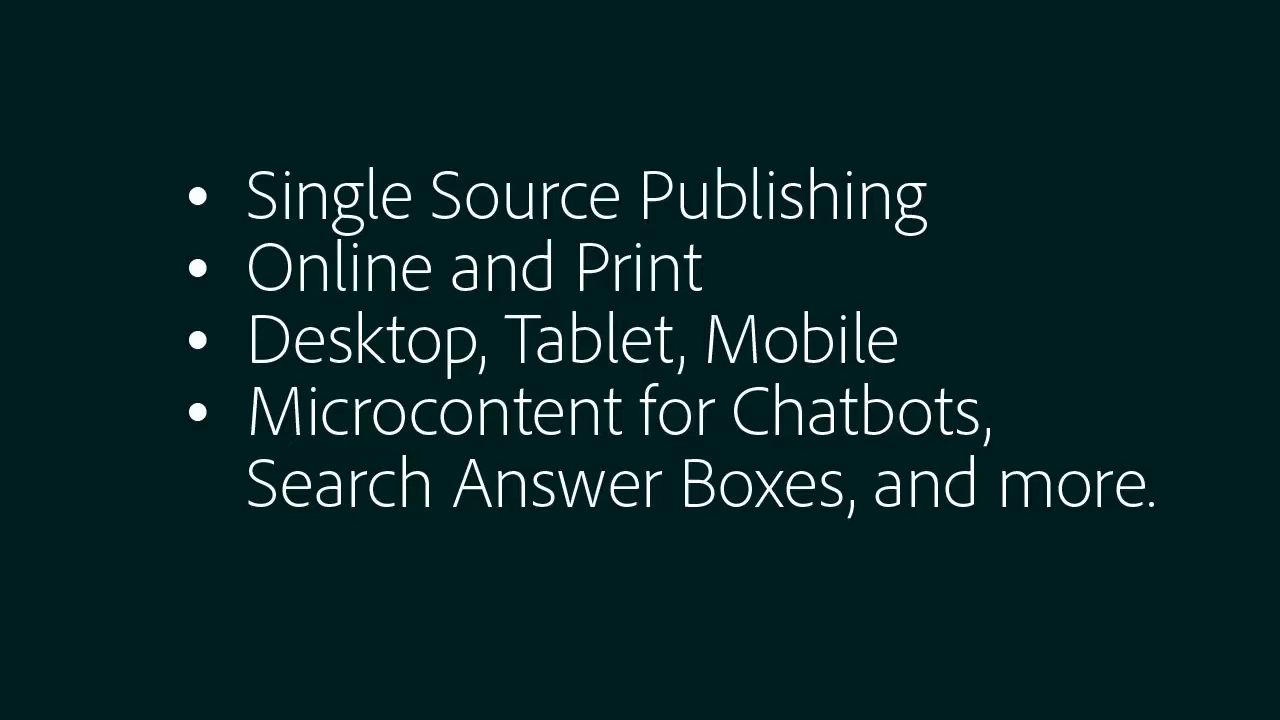 • Single Source Publishing
• Online and Print
• Desktop, Tablet, Mobile
• Microcontent for Chatbots,
Search Answer Boxes, and more.